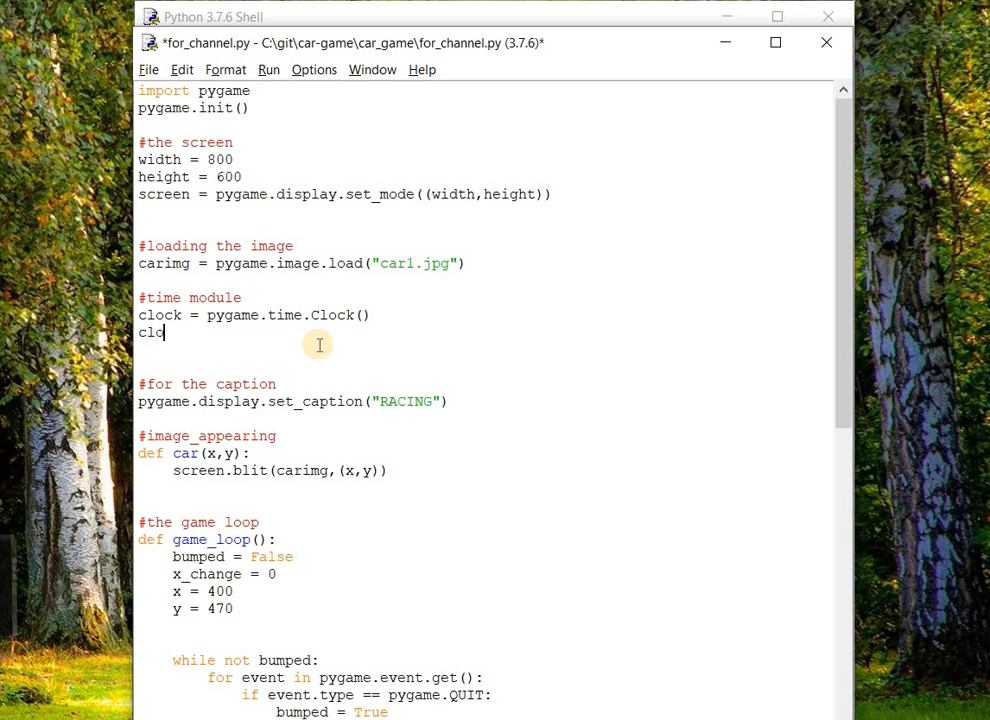 Python 3.7.6 Shell
*for_channel.py - C:\git\car-game\car_game\for_channel.py (3.7.6)*
File Edit Format Run Options Window Help
import pygame
pygame.init()
#the screen
width = 800
height = 600
screen = pygame.display.set_mode((width,height))
#loading the image
carimg = pygame.image.load("car1.jpg")
#time module
clock = pygame.time.Clock()
clo
#for the caption
pygame.display.set_caption("RACING")
#image_appearing
def car(x,y):
    screen.blit(carimg,(x,y))
#the game loop
def game_loop():
    bumped = False
    x_change = 0
    x = 400
    y = 470
    while not bumped:
        for event in pygame.event.get():
            if event.type == pygame.QUIT:
                bumped = True